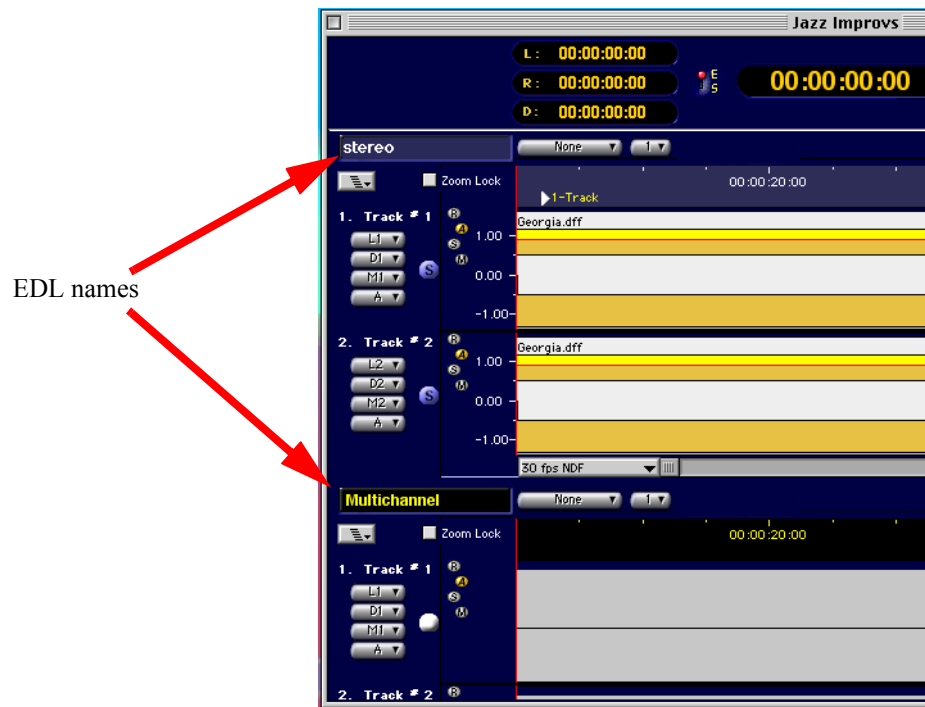 Jazz Improvs
L: 00:00:00:00
R: 00:00:00:00
E
S
00:00:00:00
D: 00:00:00:00
stereo
None 1
Zoom Lock
00:00:20:00
1-Track
1. Track # 1
R
A
S
M
L1
D1
M1
A
S
1.00
0.00
-1.00
Georgia.dff
2. Track # 2
R
A
S
M
L2
D2
M2
A
S
1.00
0.00
-1.00
Georgia.dff
EDL names
30 fps NDF
Multichannel
None 1
Zoom Lock
00:00:20:00
1. Track # 1
R
A
S
M
L1
D1
M1
A
2. Track # 2
R